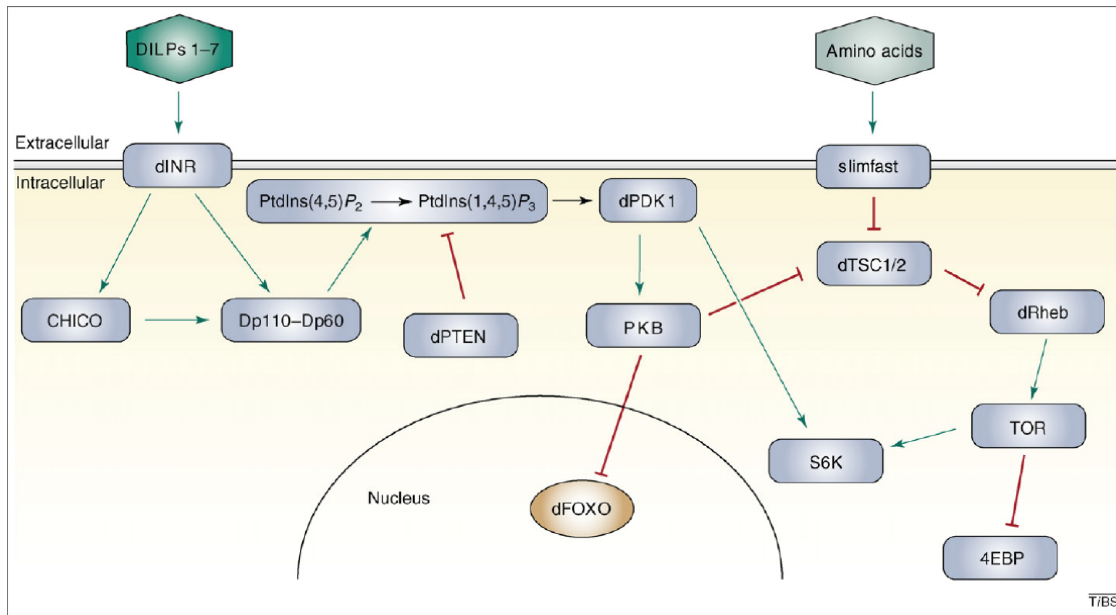 DILPs 1–7
Amino acids
Extracellular
Intracellular
dINR
slimfast
PtdIns(4,5)P₂
PtdIns(1,4,5)P₃
dPDK1
dTSC1/2
CHICO
Dp110–Dp60
dPTEN
PKB
dRheb
TOR
S6K
Nucleus
dFOXO
4EBP
TiBS